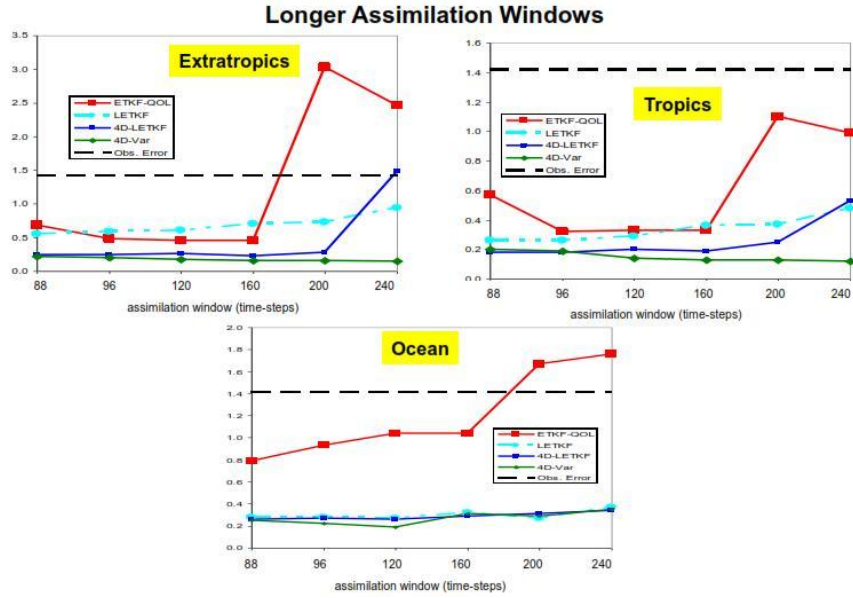 Longer Assimilation Windows
Extratropics
3.5
3.0
2.5
2.0
1.5
1.0
0.5
0.0
ETKF-QOL
LETKF
4D-LETKF
4D-Var
Obs. Error
88 96 120 160 200 240
assimilation window (time-steps)
Tropics
1.6
1.4
1.2
1.0
0.8
0.6
0.4
0.2
0.0
ETKF-QOL
LETKF
4D-LETKF
4D-Var
Obs. Error
88 96 120 160 200 240
assimilation window (time-steps)
Ocean
2.0
1.8
1.6
1.4
1.2
1.0
0.8
0.6
0.4
0.2
0.0
ETKF-QOL
LETKF
4D-LETKF
4D-Var
Obs. Error
88 96 120 160 200 240
assimilation window (time-steps)